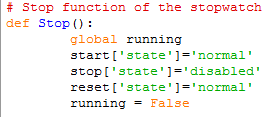 # Stop function of the stopwatch
def Stop():
global running
start['state']='normal'
stop['state']='disabled'
reset['state']='normal'
running = False